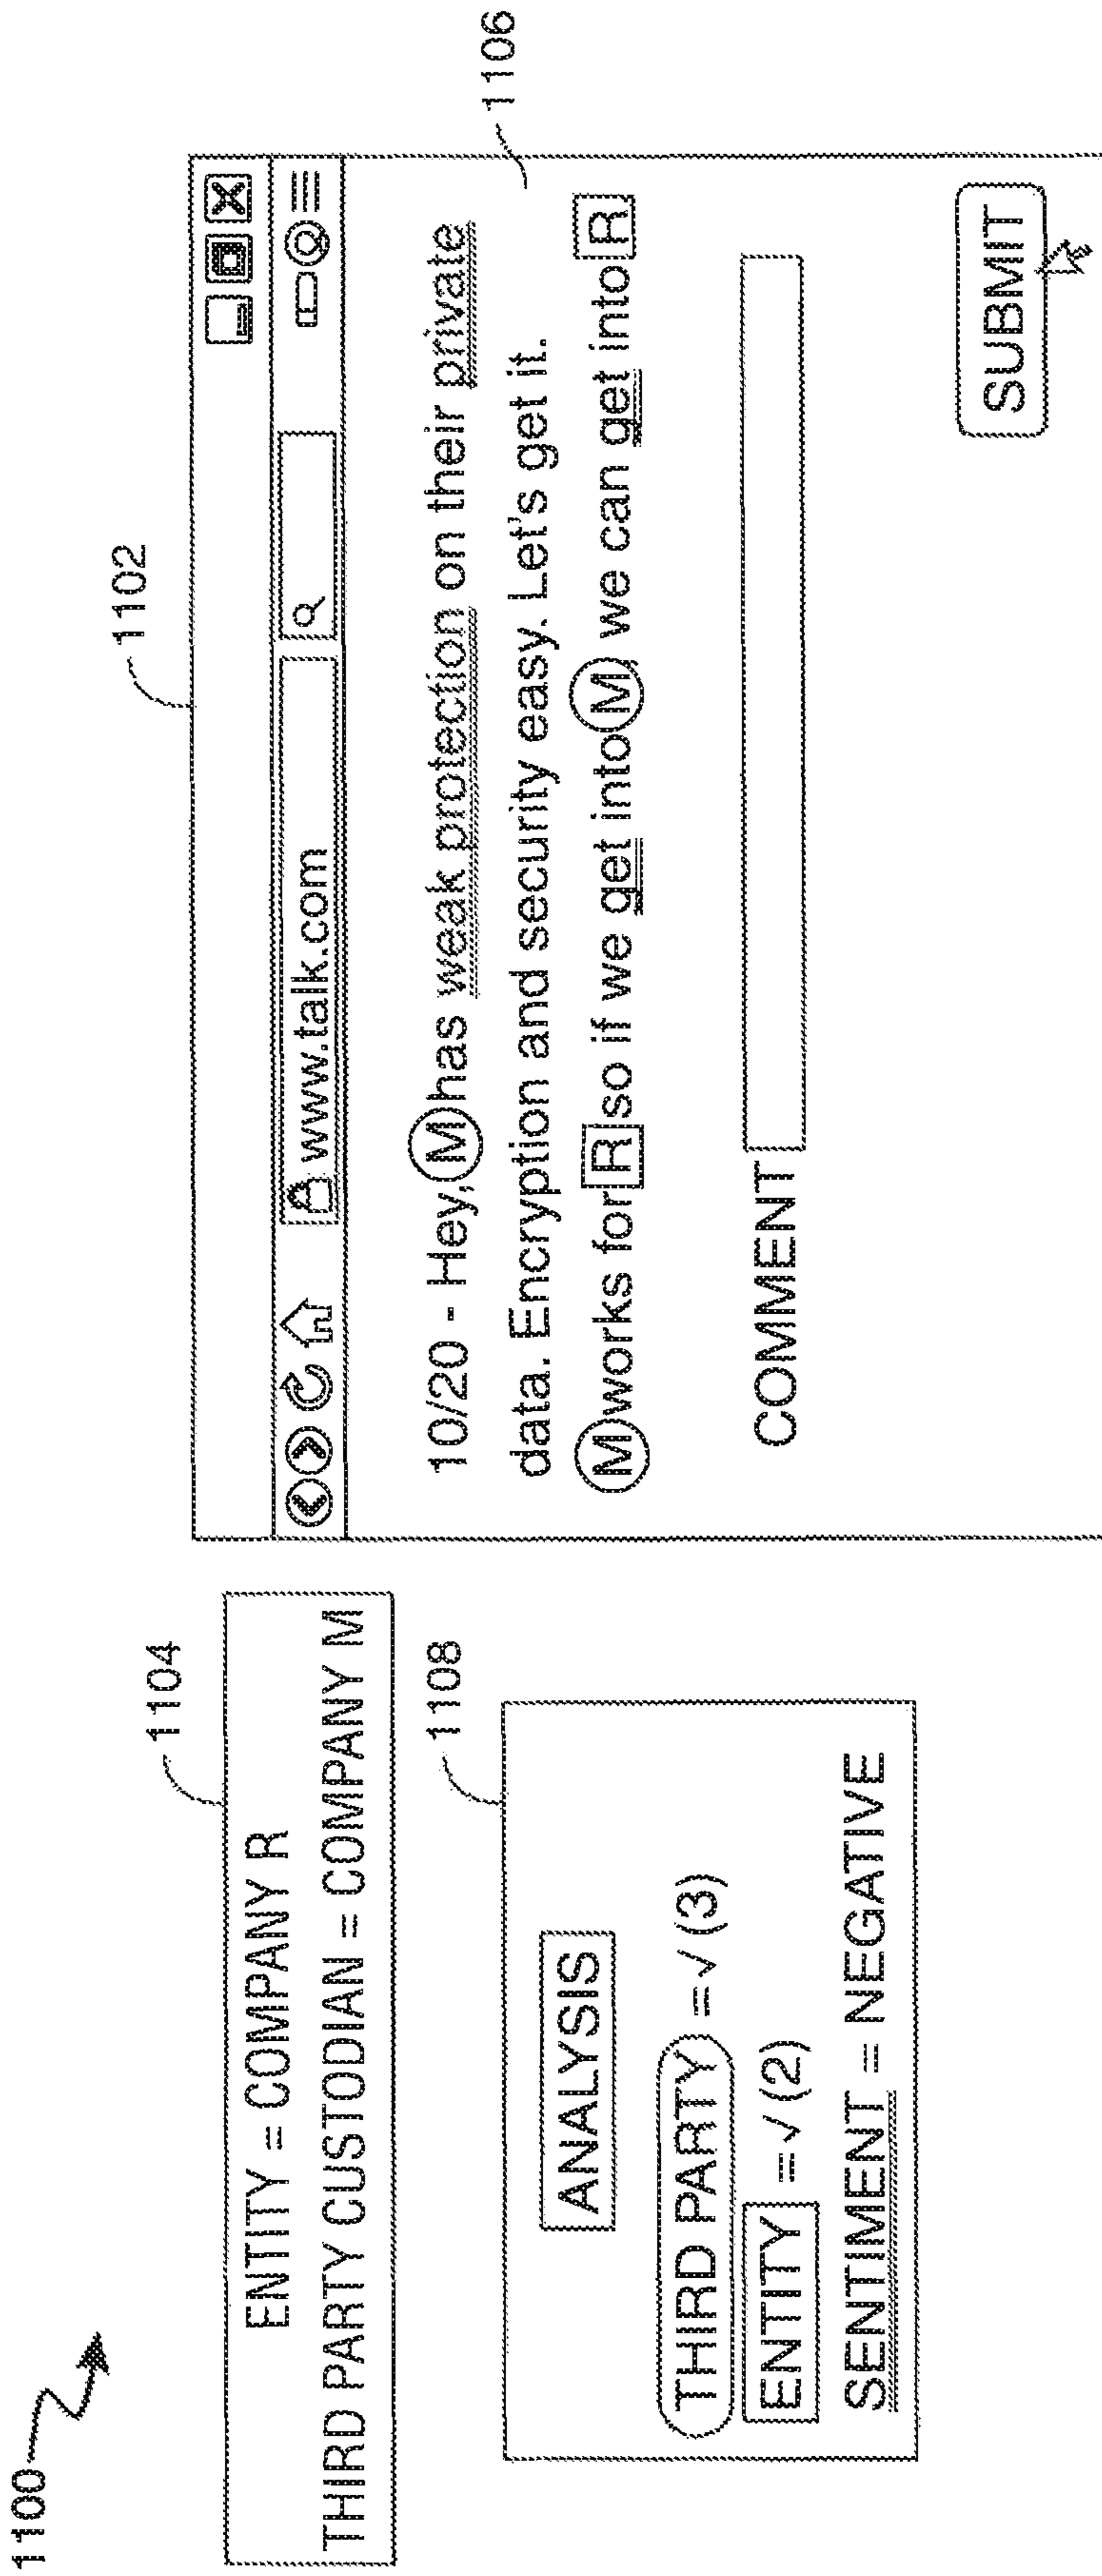 1100
1104
ENTITY = COMPANY R
THIRD PARTY CUSTODIAN = COMPANY M
1108
ANALYSIS
THIRD PARTY = √ (3)
ENTITY = √ (2)
SENTIMENT = NEGATIVE
1102
www.talk.com
1106
10/20 - Hey, M has weak protection on their private
data. Encryption and security easy. Let's get it.
M works for R so if we get into M, we can get into R
COMMENT
SUBMIT